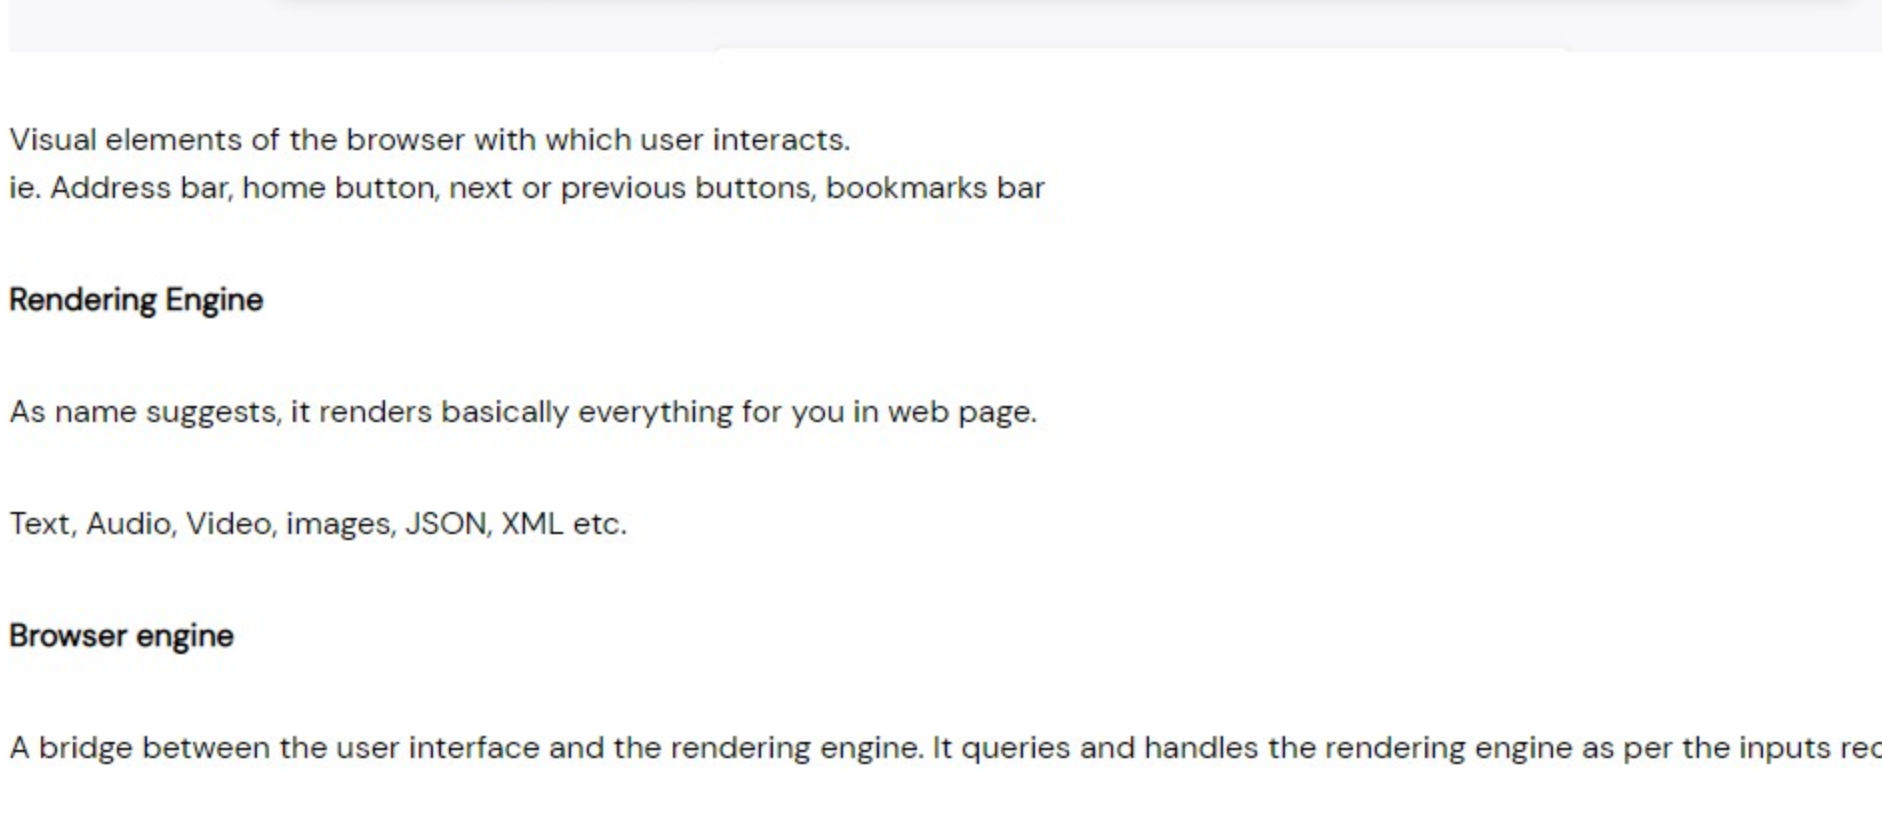 Visual elements of the browser with which user interacts.
ie. Address bar, home button, next or previous buttons, bookmarks bar
Rendering Engine
As name suggests, it renders basically everything for you in web page.
Text, Audio, Video, images, JSON, XML etc.
Browser engine
A bridge between the user interface and the rendering engine. It queries and handles the rendering engine as per the inputs